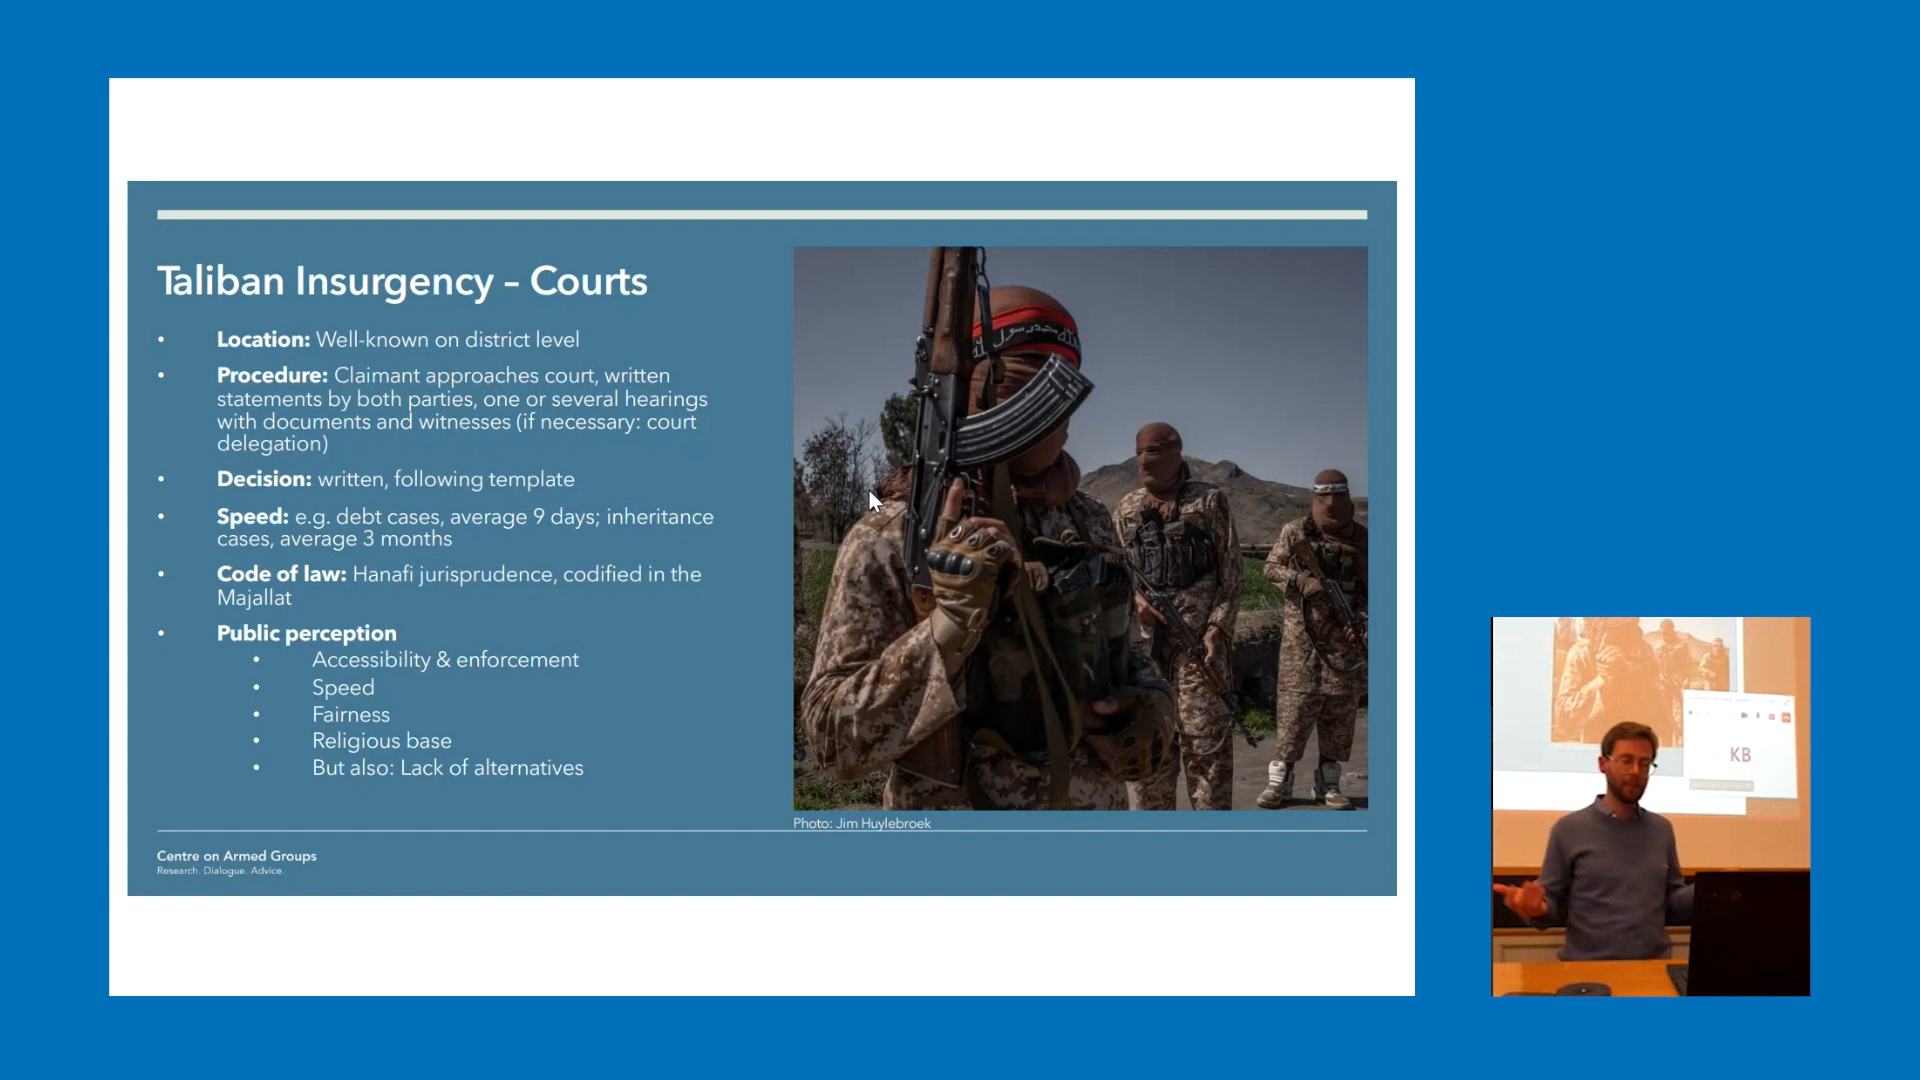 Taliban Insurgency – Courts
• Location: Well-known on district level
• Procedure: Claimant approaches court, written
statements by both parties, one or several hearings
with documents and witnesses (if necessary: court
delegation)
• Decision: written, following template
• Speed: e.g. debt cases, average 9 days; inheritance
cases, average 3 months
• Code of law: Hanafi jurisprudence, codified in the
Majallat
• Public perception
• Accessibility & enforcement
• Speed
• Fairness
• Religious base
• But also: Lack of alternatives
Photo: Jim Huylebroek
Centre on Armed Groups
Research. Dialogue. Advice.
KB